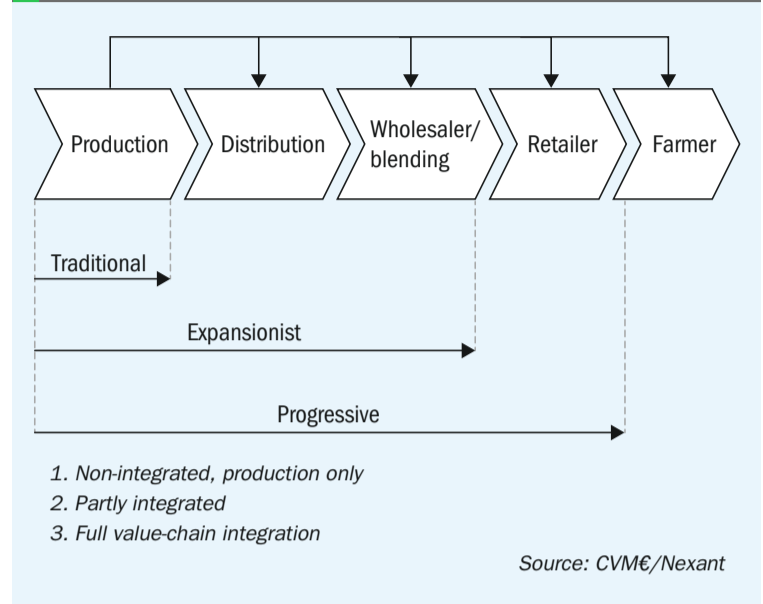 Production
Distribution
Wholesaler/
blending
Retailer
Farmer
Traditional
Expansionist
Progressive
1. Non-integrated, production only
2. Partly integrated
3. Full value-chain integration
Source: CVM€/Nexant